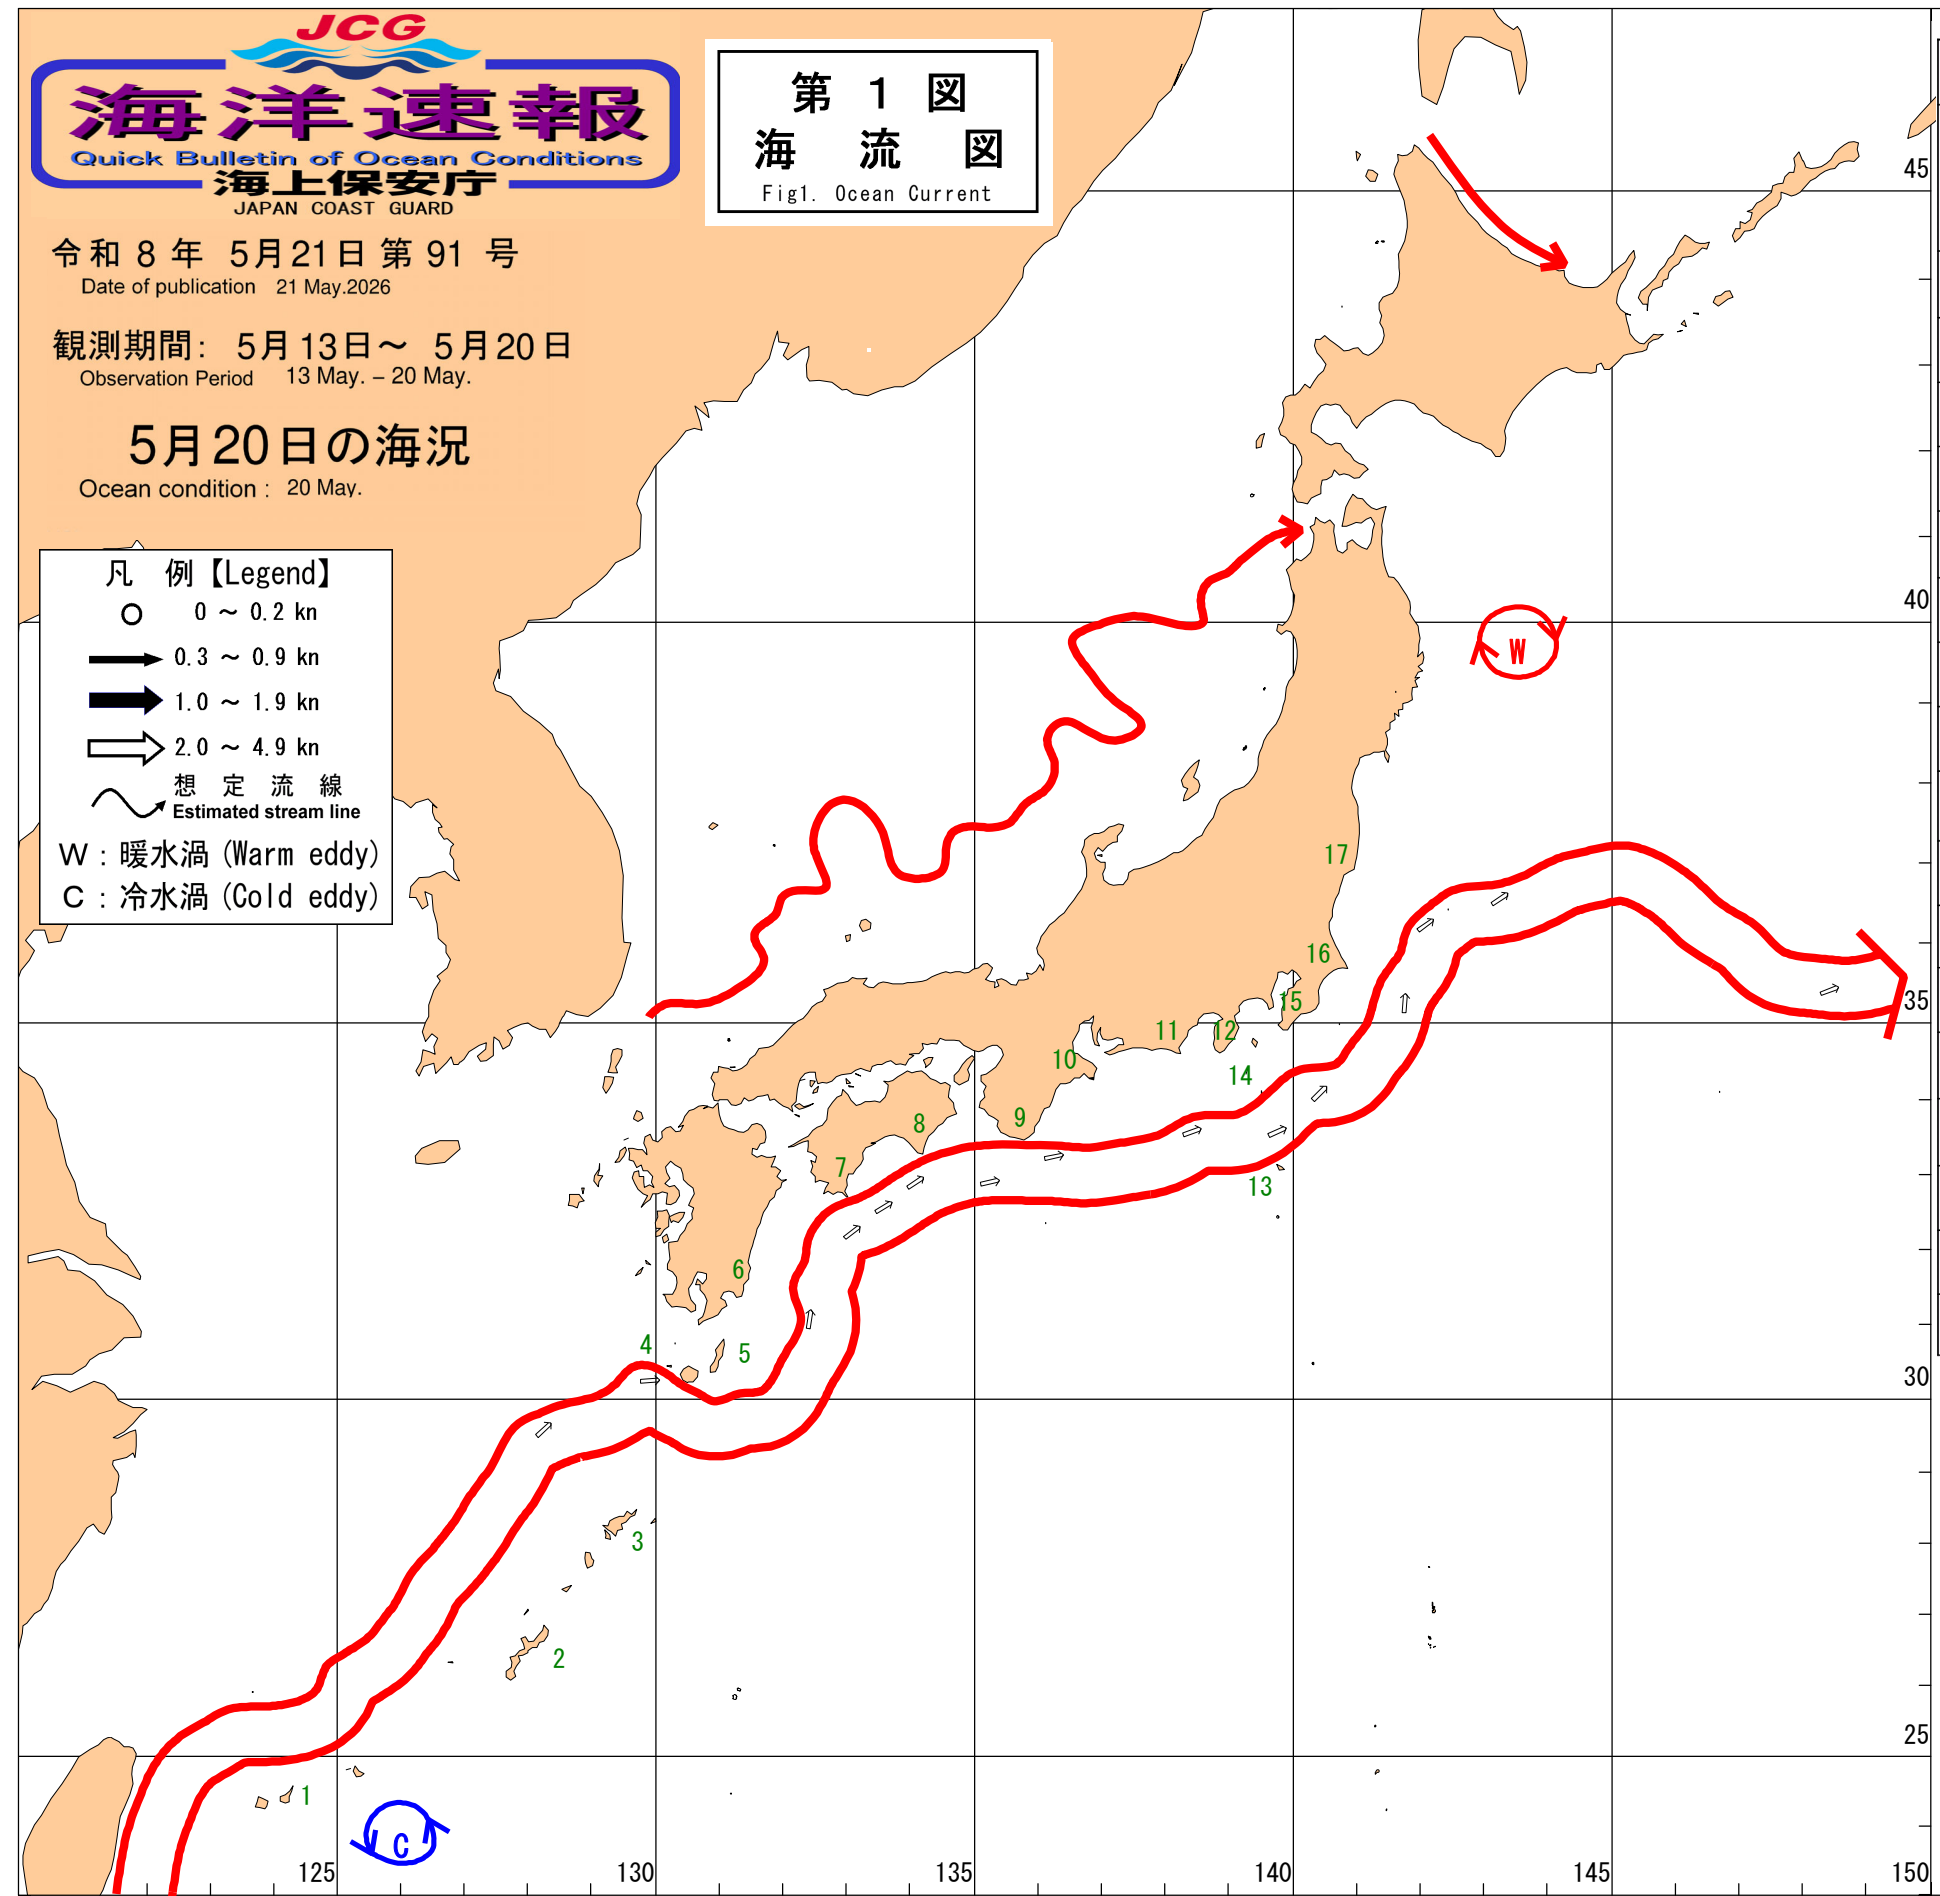 JCG
海洋速報
Quick Bulletin of Ocean Conditions
海上保安庁
JAPAN COAST GUARD
令和 8 年 5月21日 第 91 号
Date of publication 21 May.2026
観測期間: 5月13日～ 5月20日
Observation Period 13 May. – 20 May.
5月20日の海況
Ocean condition : 20 May.
第 1 図
海 流 図
Fig1. Ocean Current
凡 例【Legend】
0 ～ 0.2 kn
0.3 ～ 0.9 kn
1.0 ～ 1.9 kn
2.0 ～ 4.9 kn
想 定 流 線
Estimated stream line
W : 暖水渦 (Warm eddy)
C : 冷水渦 (Cold eddy)
45
40
W
17
16
15
35
11
12
10
14
9
8
7
13
6
4
5
30
3
2
25
1
C
125
130
135
140
145
150